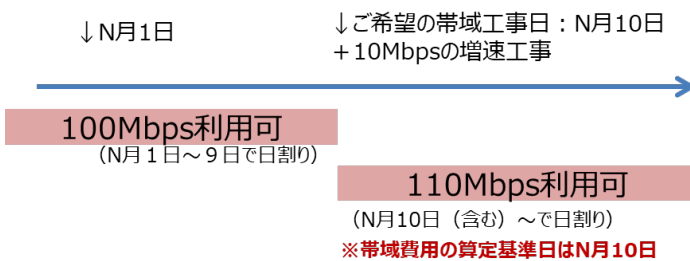 ↓N月1日
↓ご希望の帯域工事日：N月10日
＋10Mbpsの増速工事
100Mbps利用可
（N月１日～９日で日割り）
110Mbps利用可
（N月10日（含む）～で日割り）
※帯域費用の算定基準日はN月10日